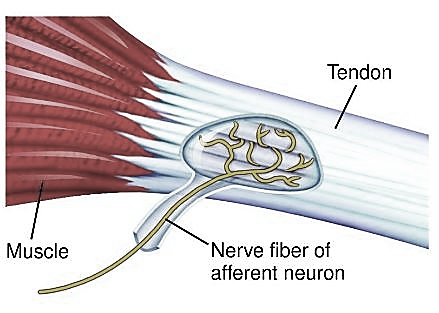 Tendon
Muscle
Nerve fiber of
afferent neuron